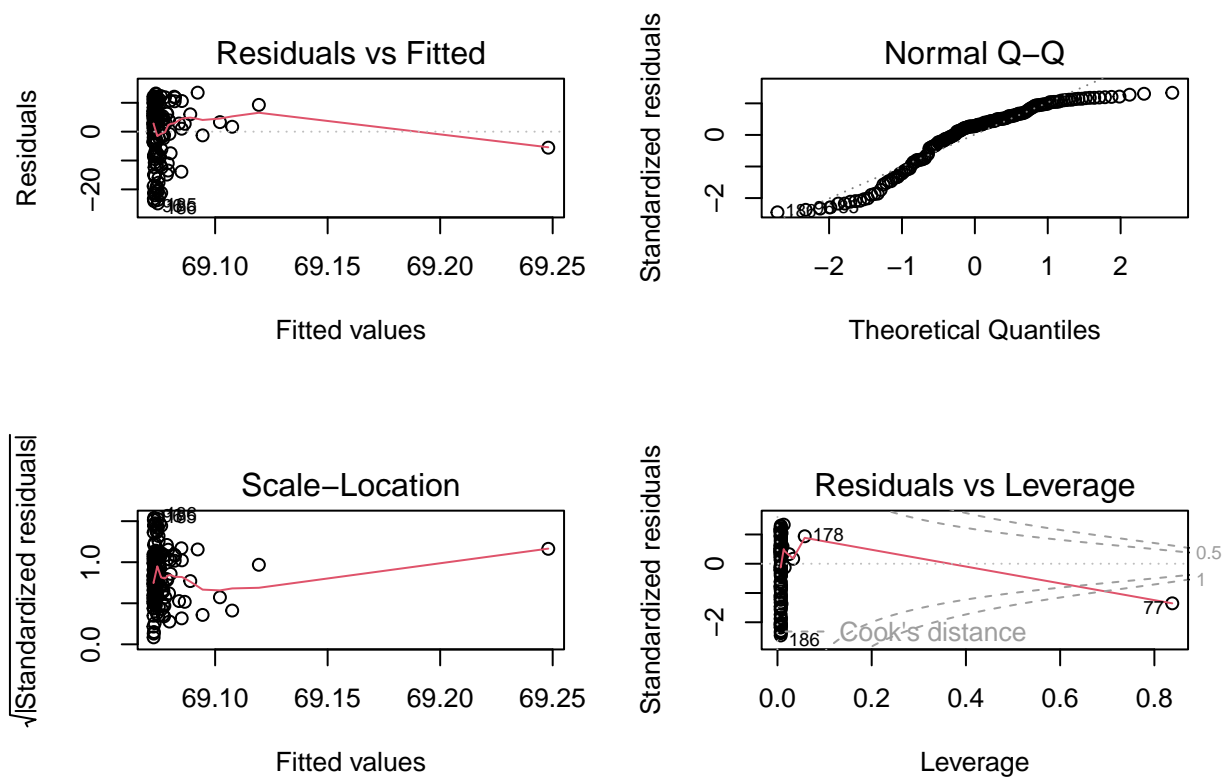 Residuals vs Fitted
Residuals
0
−20
186
69.10 69.15 69.20 69.25
Fitted values
Normal Q−Q
Standardized residuals
0
−2
186
−2 −1 0 1 2
Theoretical Quantiles
Scale−Location
√|Standardized residuals|
1.0
0.0
186
69.10 69.15 69.20 69.25
Fitted values
Residuals vs Leverage
Standardized residuals
0
−2
178
0.5
1
77
186
Cook's distance
0.0 0.2 0.4 0.6 0.8
Leverage